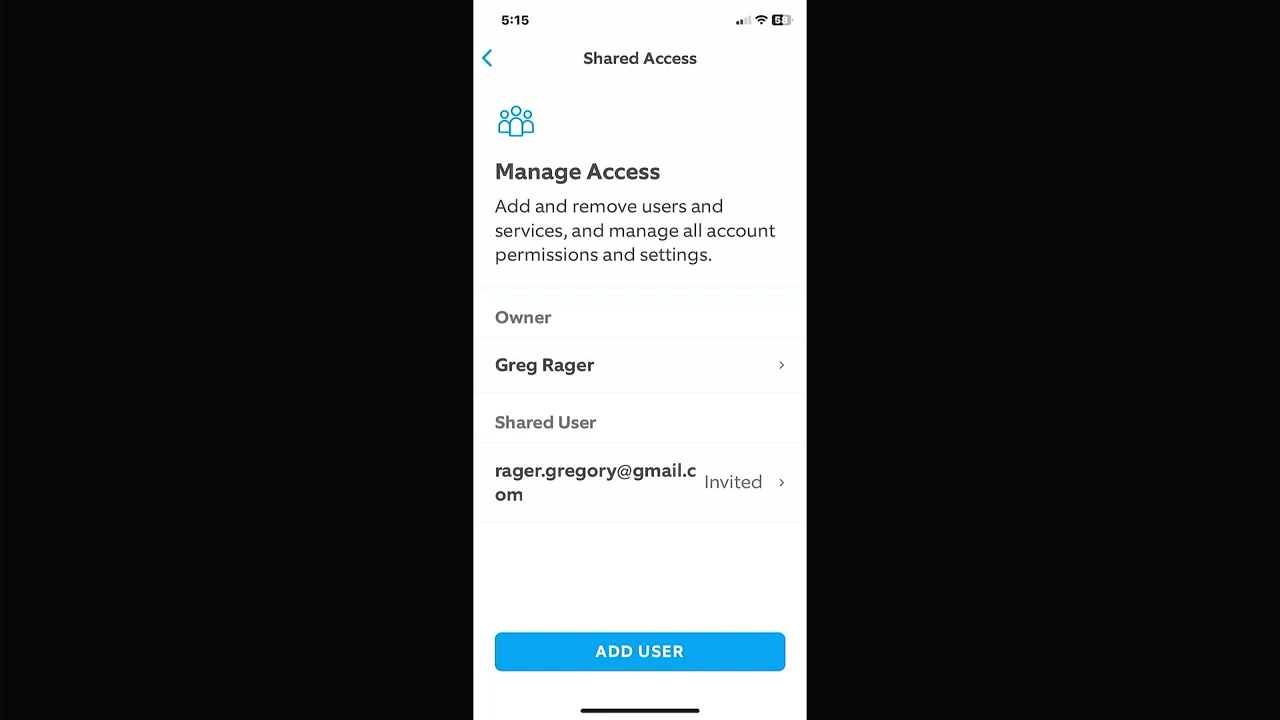 5:15
58
Shared Access
Manage Access
Add and remove users and
services, and manage all account
permissions and settings.
Owner
Greg Rager
Shared User
rager.gregory@gmail.c
om
Invited
ADD USER